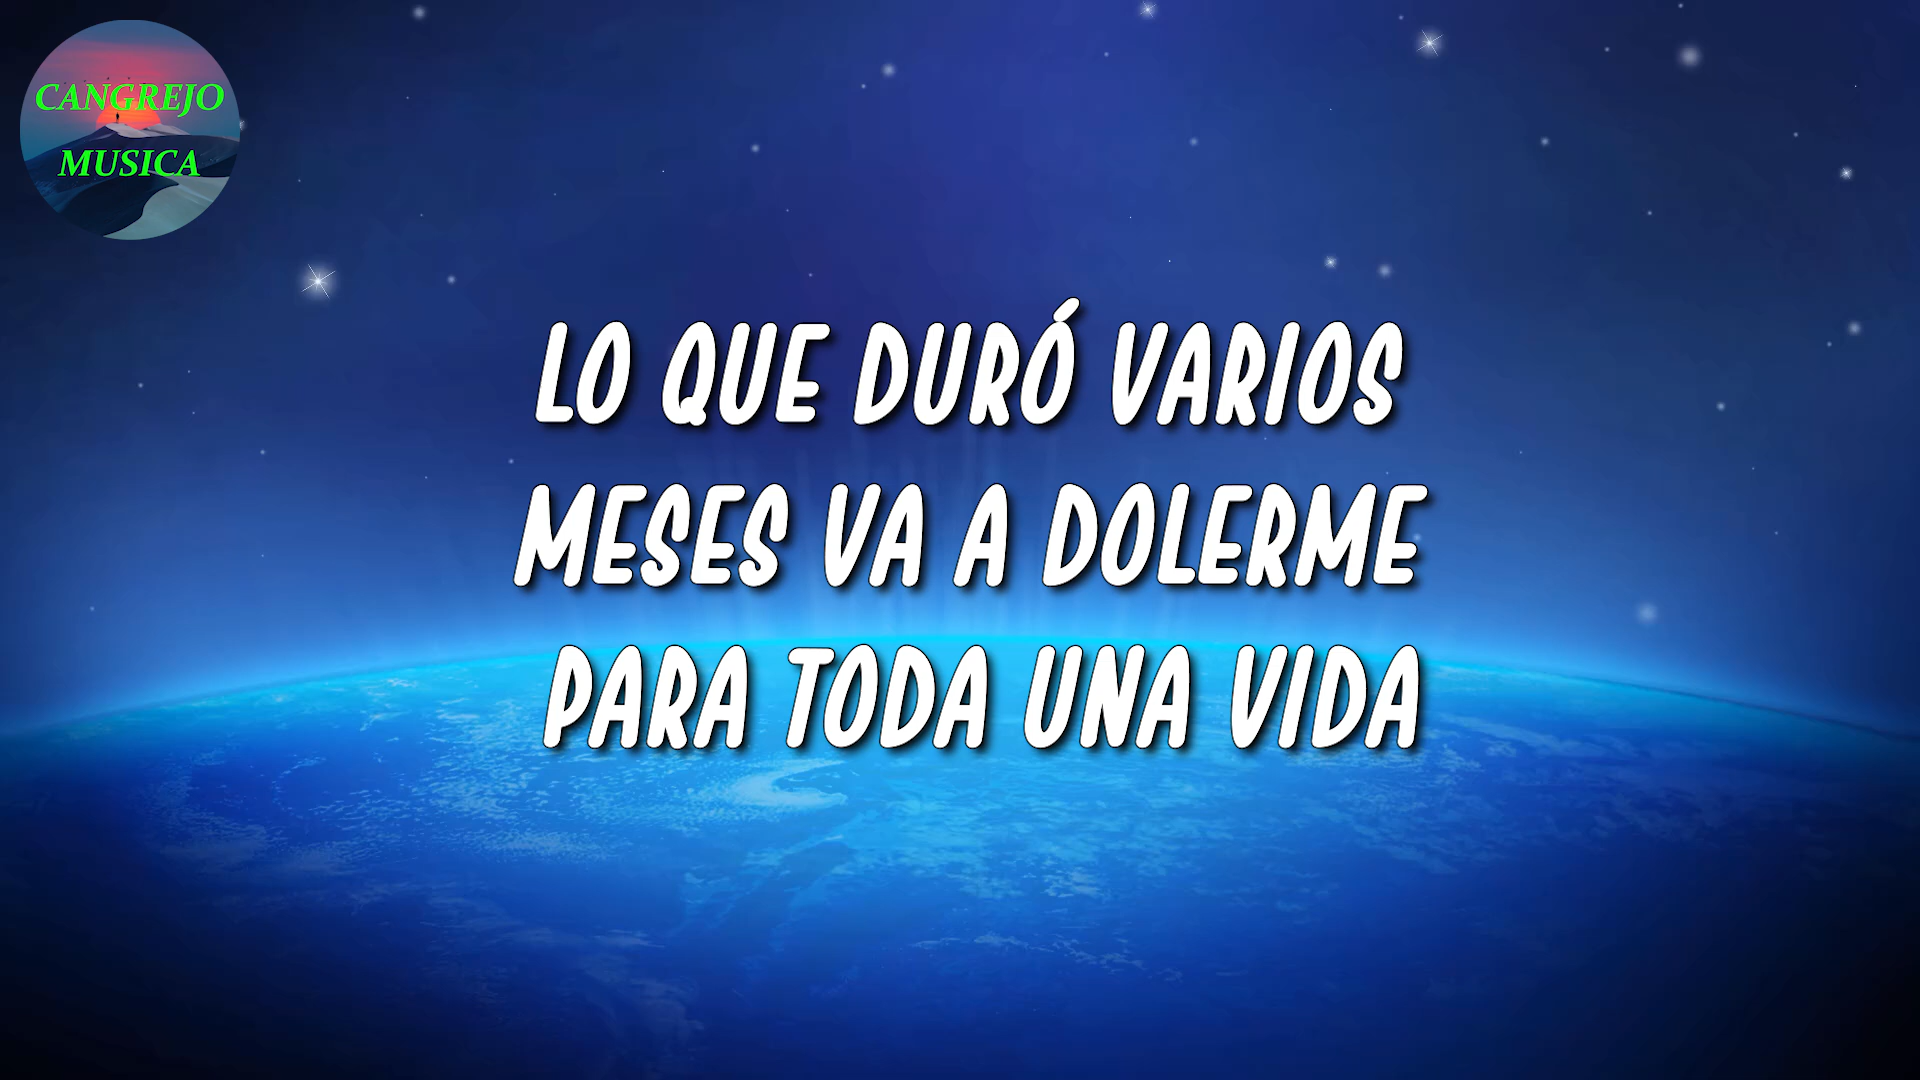 CANGREJO
MUSICA
LO QUE DURÓ VARIOS
MESES VA A DOLERME
PARA TODA UNA VIDA